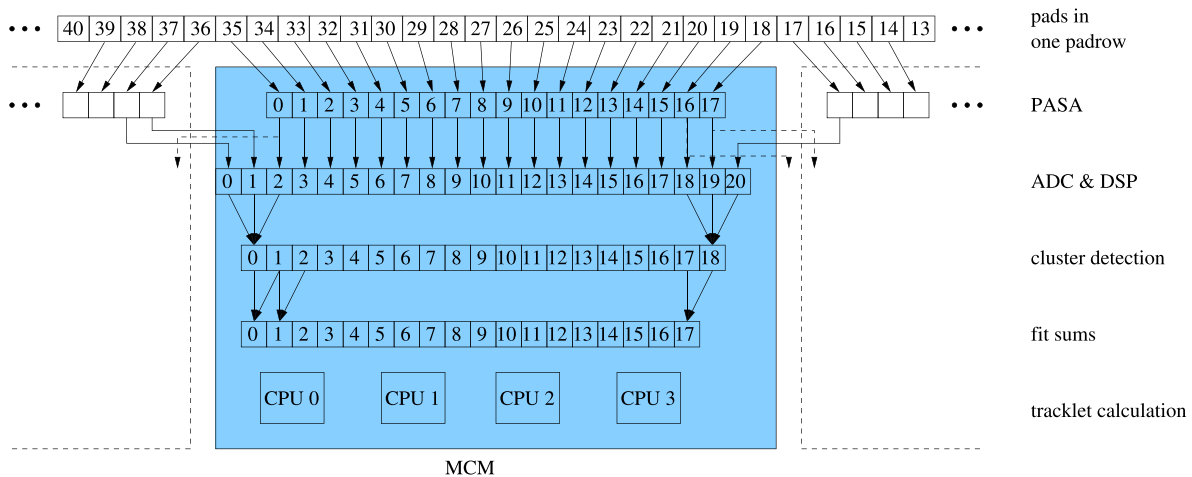 ••• 40 39 38 37 36 35 34 33 32 31 30 29 28 27 26 25 24 23 22 21 20 19 18 17 16 15 14 13 •••
pads in
one padrow
••• 0 1 2 3 4 5 6 7 8 9 10 11 12 13 14 15 16 17 •••
PASA
0 1 2 3 4 5 6 7 8 9 10 11 12 13 14 15 16 17 18 19 20
ADC & DSP
0 1 2 3 4 5 6 7 8 9 10 11 12 13 14 15 16 17 18
cluster detection
0 1 2 3 4 5 6 7 8 9 10 11 12 13 14 15 16 17
fit sums
CPU 0 CPU 1 CPU 2 CPU 3
tracklet calculation
MCM